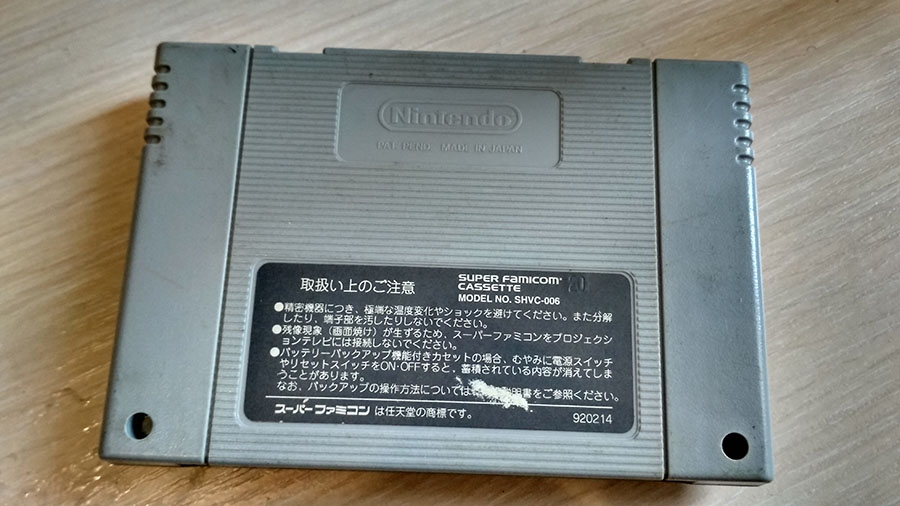 Nintendo
PAT. PEND. MADE IN JAPAN
取扱い上のご注意
SUPER FAMICOM
CASSETTE
MODEL NO. SHVC-006
●精密機器につき、極端な温度変化やショックを避けてください。また分解
したり、端子部を汚したりしないでください。
●残像現象(画面焼け)が生ずるため、スーパーファミコンをプロジェクシ
ョンテレビには接続しないでください。
●バッテリーバックアップ機能付きカセットの場合、むやみに電源スイッチ
やリセットスイッチをON・OFFすると、蓄積されている内容が消えてしま
うことがあります。
なお、バックアップの操作方法については 明書をご参照ください。
スーパーファミコン は任天堂の商標です。
920214